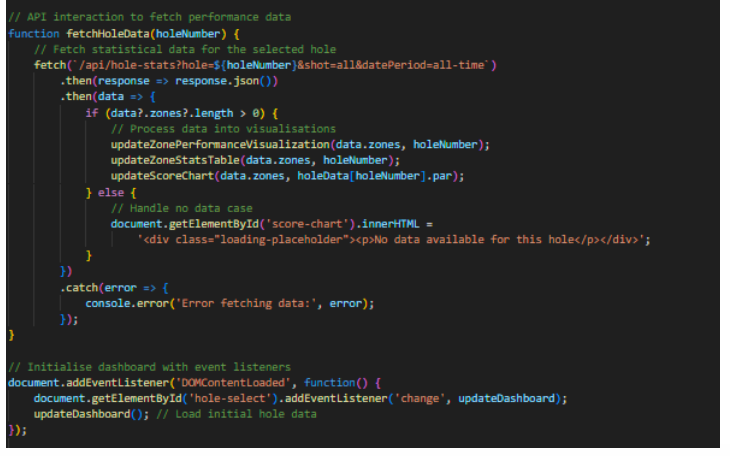 // API interaction to fetch performance data
function fetchHoleData(holeNumber) {
    // Fetch statistical data for the selected hole
    fetch(`/api/hole-stats?hole=${holeNumber}&shot=all&datePeriod=all-time`)
        .then(response => response.json())
        .then(data => {
            if (data?.zones?.length > 0) {
                // Process data into visualisations
                updateZonePerformanceVisualization(data.zones, holeNumber);
                updateZoneStatsTable(data.zones, holeNumber);
                updateScoreChart(data.zones, holeData[holeNumber].par);
            } else {
                // Handle no data case
                document.getElementById('score-chart').innerHTML =
                    '<div class="loading-placeholder"><p>No data available for this hole</p></div>';
            }
        })
        .catch(error => {
            console.error('Error fetching data:', error);
        });
}
// Initialise dashboard with event listeners
document.addEventListener('DOMContentLoaded', function() {
    document.getElementById('hole-select').addEventListener('change', updateDashboard);
    updateDashboard(); // Load initial hole data
});